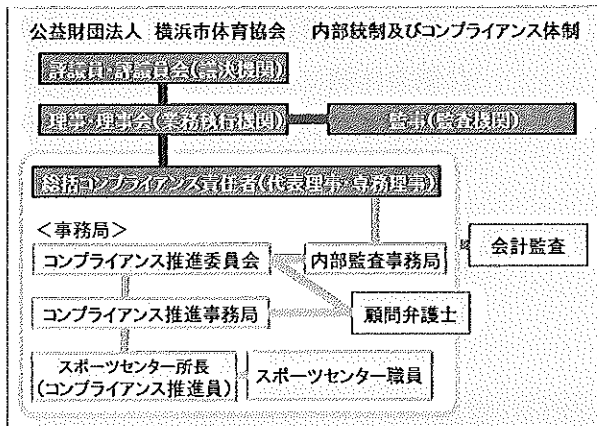 公益財団法人 横浜市体育協会 内部統制及びコンプライアンス体制
評議員・評議員会(議決機関)
理事・理事会(業務執行機関) 監事(監査機関)
総括コンプライアンス責任者(代表理事・専務理事)
<事務局>
会計監査
コンプライアンス推進委員会 内部監査事務局
コンプライアンス推進事務局 顧問弁護士
スポーツセンター所長
(コンプライアンス推進員) スポーツセンター職員